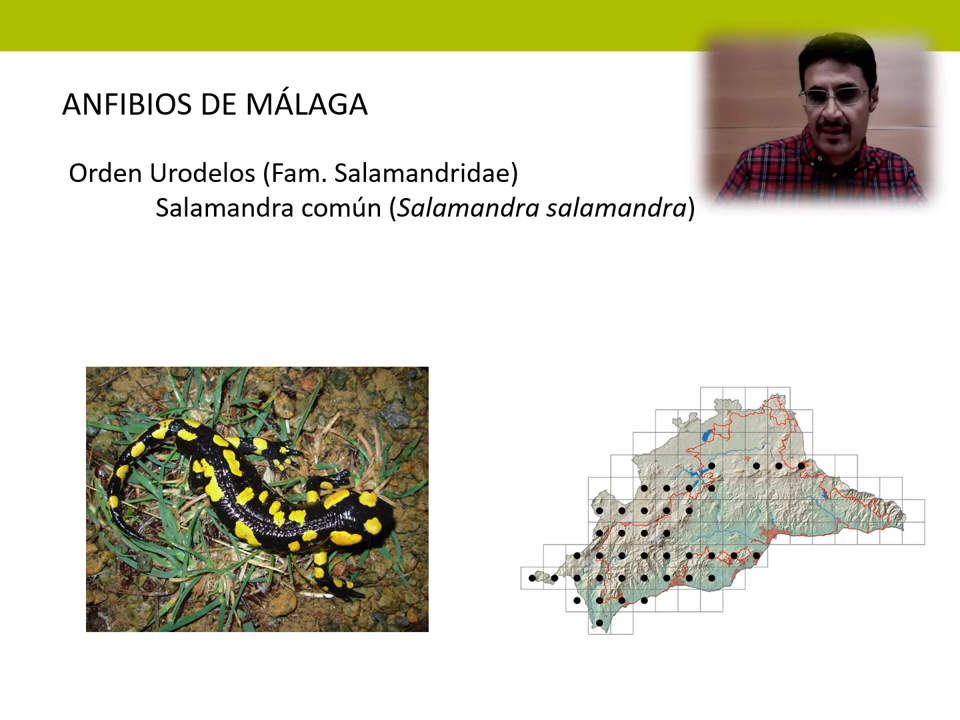 ANFIBIOS DE MÁLAGA
Orden Urodelos (Fam. Salamandridae)
Salamandra común (Salamandra salamandra)